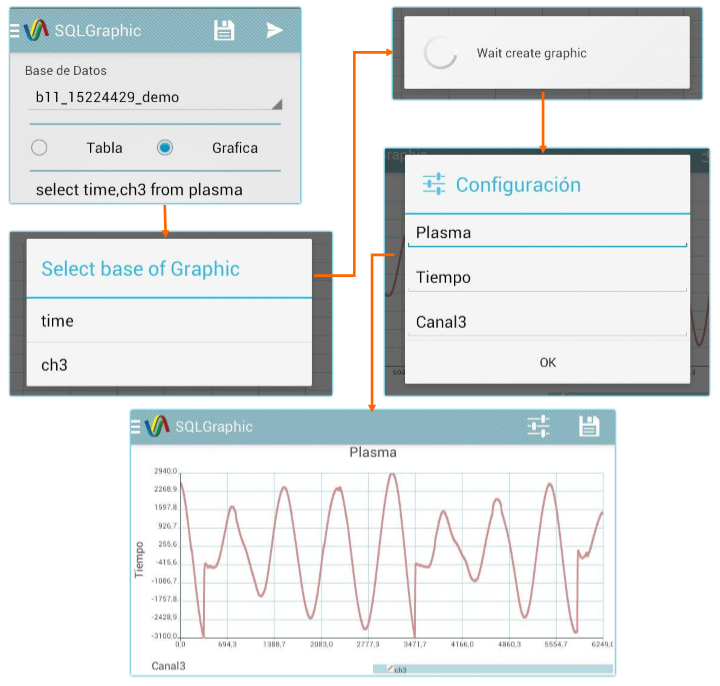 SQLGraphic
Base de Datos
b11_15224429_demo
Tabla
Grafica
select time,ch3 from plasma
Select base of Graphic
time
ch3
Wait create graphic
Configuración
Plasma
Tiempo
Canal3
OK
SQLGraphic
Plasma
2940,0
2268,9
1597,8
926,7
255,6
-415,6
-1086,7
-1757,8
-2428,9
-3100,0
Tiempo
0,0 694,3 1388,7 2083,0 2777,3 3471,7 4166,0 4860,3 5554,7 6249,0
Canal3
ch3